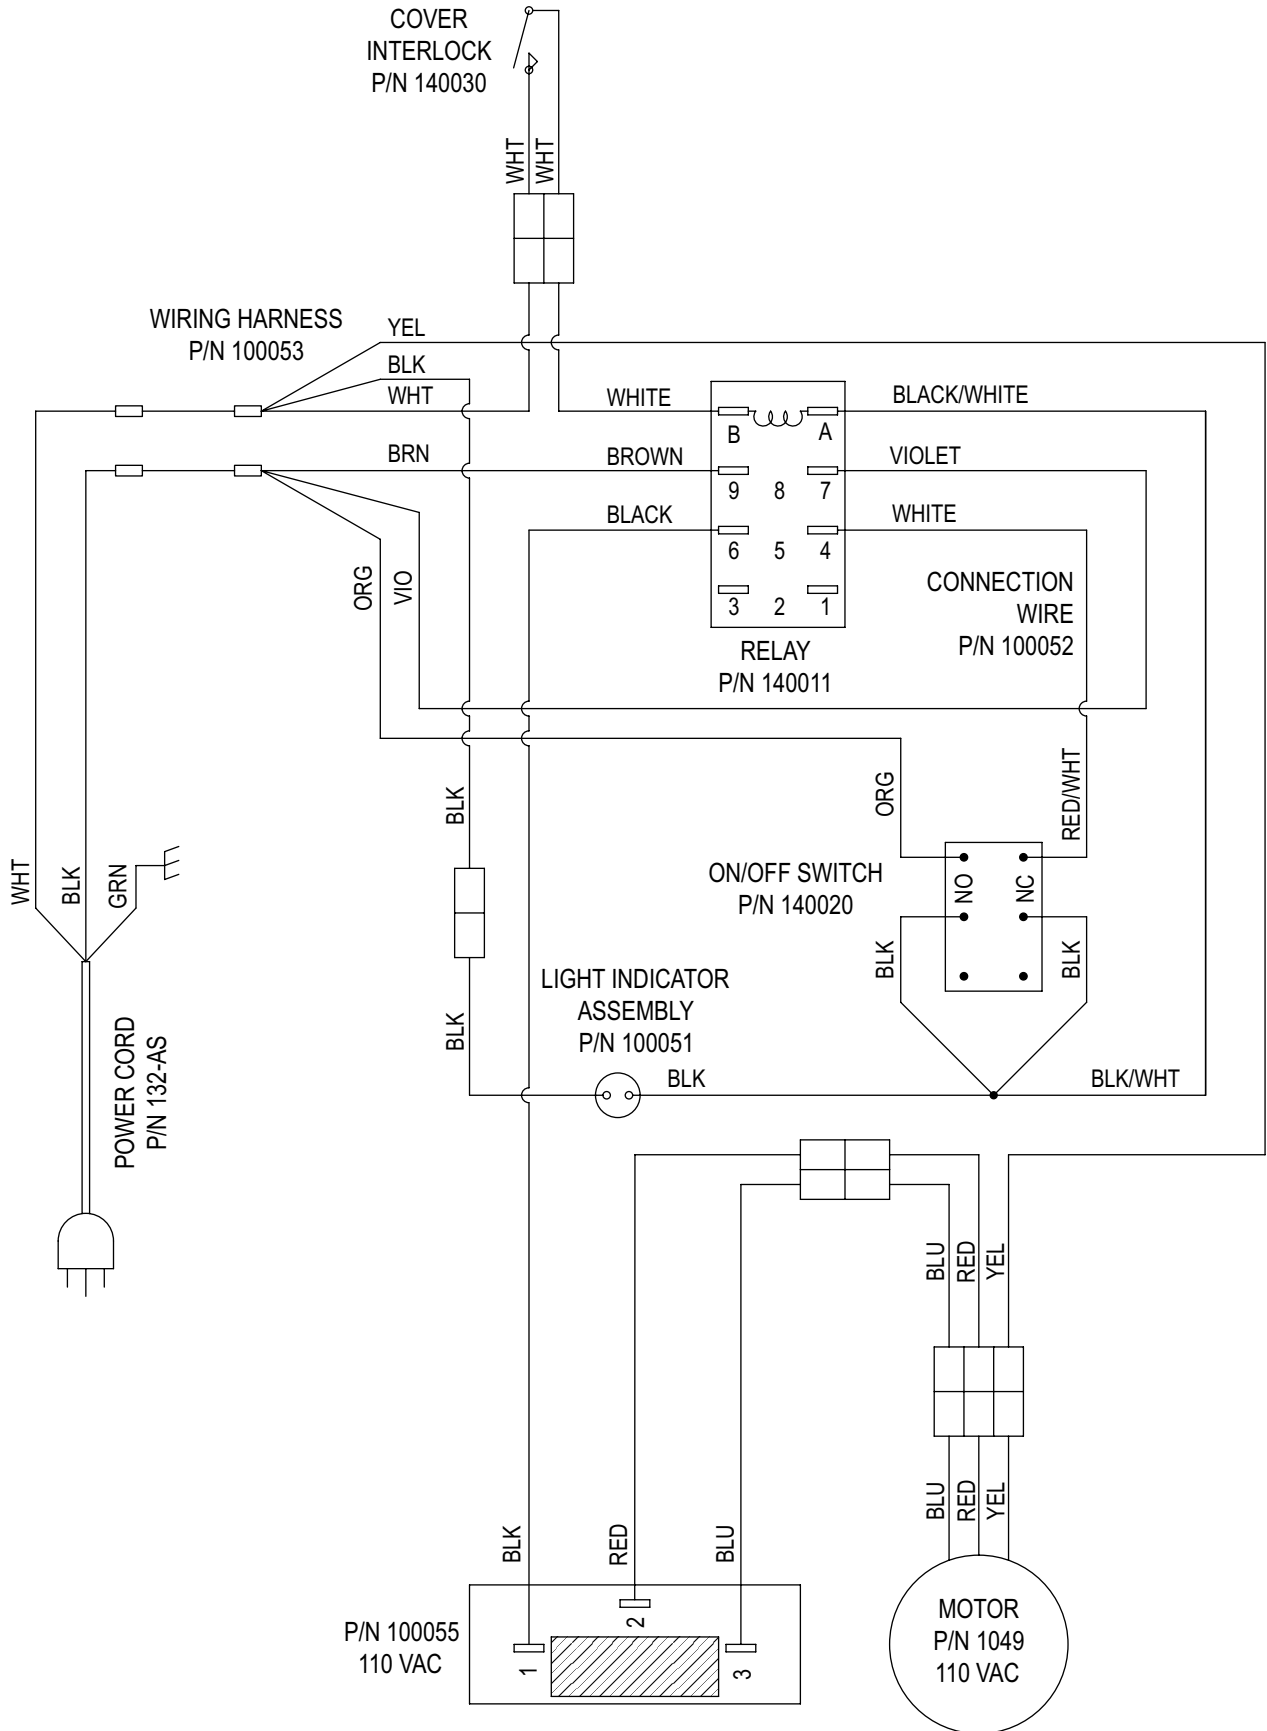 COVER
INTERLOCK
P/N 140030
WHT
WHT
WIRING HARNESS
P/N 100053
YEL
BLK
WHT
WHITE
BLACK/WHITE
B
A
BRN
BROWN
VIOLET
9 8 7
BLACK
WHITE
6 5 4
3 2 1
ORG
VIO
CONNECTION
WIRE
P/N 100052
RELAY
P/N 140011
BLK
ORG
RED/WHT
WHT
BLK
GRN
ON/OFF SWITCH
P/N 140020
NO
NC
BLK
BLK
LIGHT INDICATOR
ASSEMBLY
P/N 100051
BLK
BLK
BLK/WHT
POWER CORD
P/N 132-AS
BLU
RED
YEL
BLU
RED
YEL
BLK
RED
BLU
P/N 100055
110 VAC
1
2
3
MOTOR
P/N 1049
110 VAC